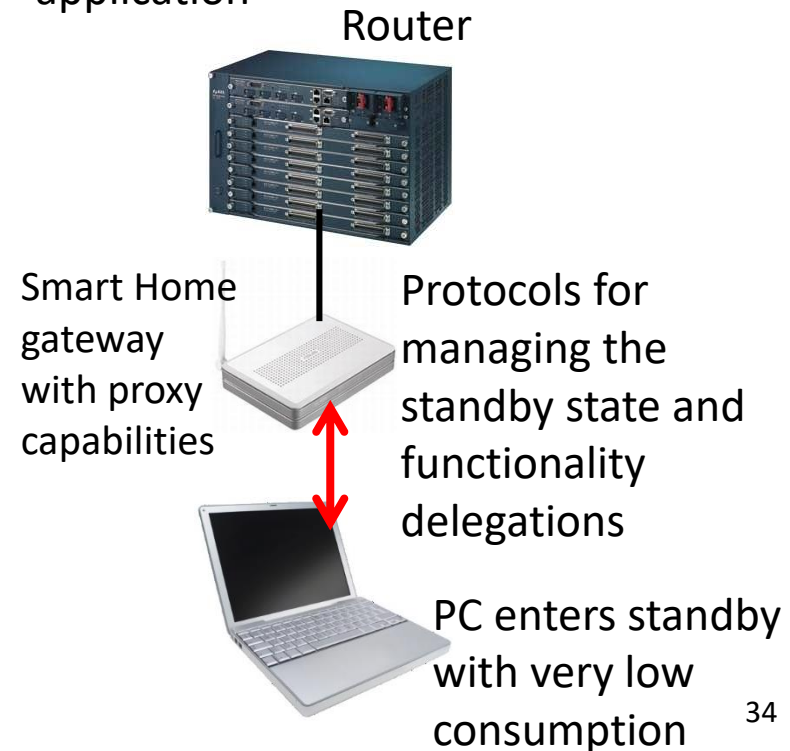 application
Router
Smart Home
gateway
with proxy
capabilities
Protocols for
managing the
standby state and
functionality
delegations
PC enters standby
with very low
consumption
34